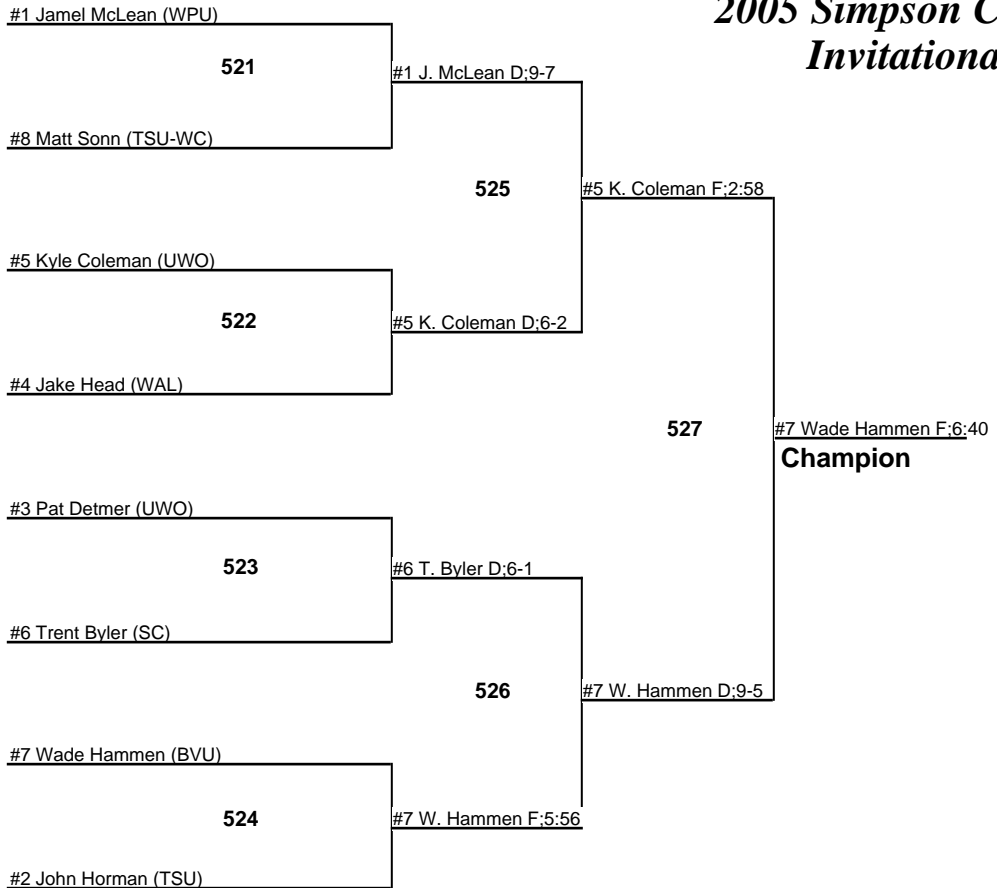 2005 Simpson C
Invitationa
#1 Jamel McLean (WPU)
521
#1 J. McLean D;9-7
#8 Matt Sonn (TSU-WC)
525
#5 K. Coleman F;2:58
#5 Kyle Coleman (UWO)
522
#5 K. Coleman D;6-2
#4 Jake Head (WAL)
527
#7 Wade Hammen F;6:40
Champion
#3 Pat Detmer (UWO)
523
#6 T. Byler D;6-1
#6 Trent Byler (SC)
526
#7 W. Hammen D;9-5
#7 Wade Hammen (BVU)
524
#7 W. Hammen F;5:56
#2 John Horman (TSU)